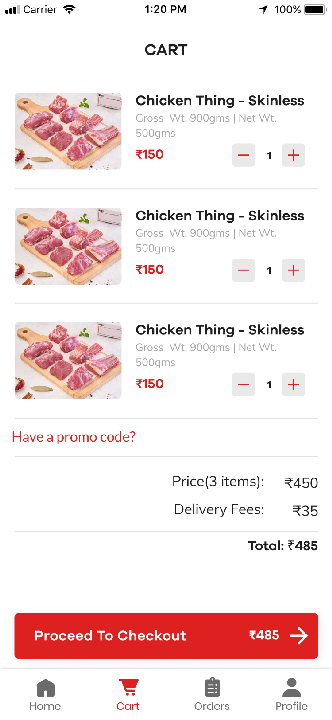 Carrier 1:20 PM 100%
CART
Chicken Thing - Skinless
Gross Wt. 900gms | Net Wt.
500gms
₹150
1
Chicken Thing - Skinless
Gross Wt. 900gms | Net Wt.
500gms
₹150
1
Chicken Thing - Skinless
Gross Wt. 900gms | Net Wt.
500gms
₹150
1
Have a promo code?
Price(3 items): ₹450
Delivery Fees: ₹35
Total: ₹485
Proceed To Checkout ₹485
Home Cart Orders Profile